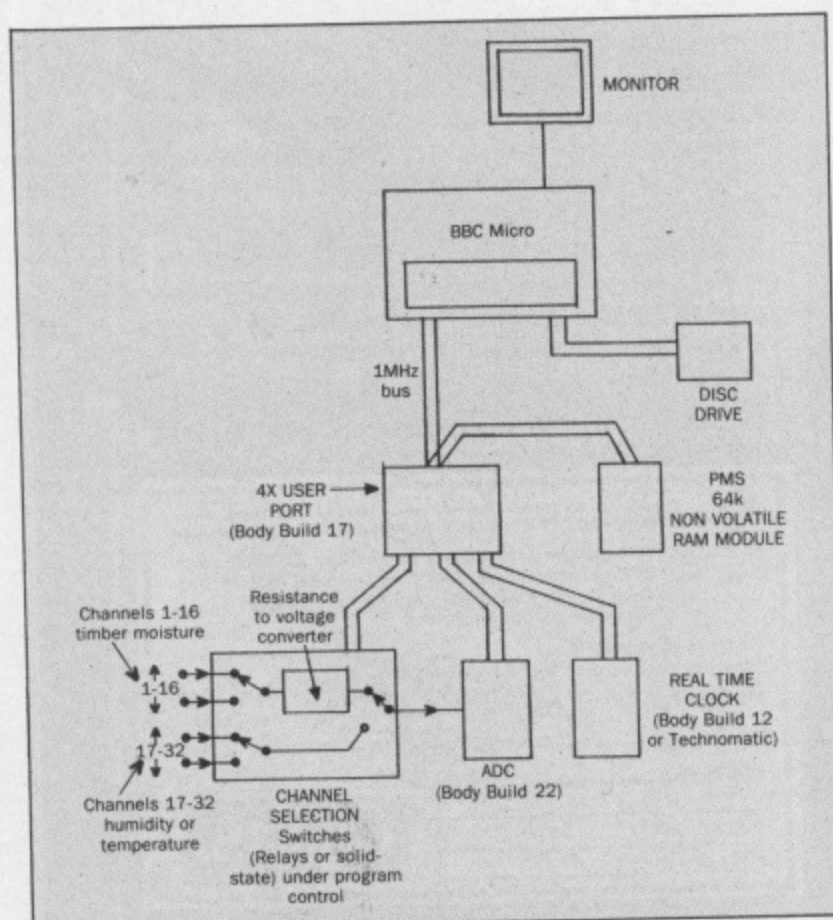 MONITOR
BBC Micro
1MHz
bus
DISC
DRIVE
4X USER
PORT
(Body Build 17)
PMS
64k
NON VOLATILE
RAM MODULE
Channels 1-16
timber moisture
Resistance
to voltage
converter
1-16
17-32
Channels 17-32
humidity or
temperature
CHANNEL
SELECTION
Switches
(Relays or solid-
state) under program
control
ADC
(Body Build 22)
REAL TIME
CLOCK
(Body Build 12
or Technomatic)